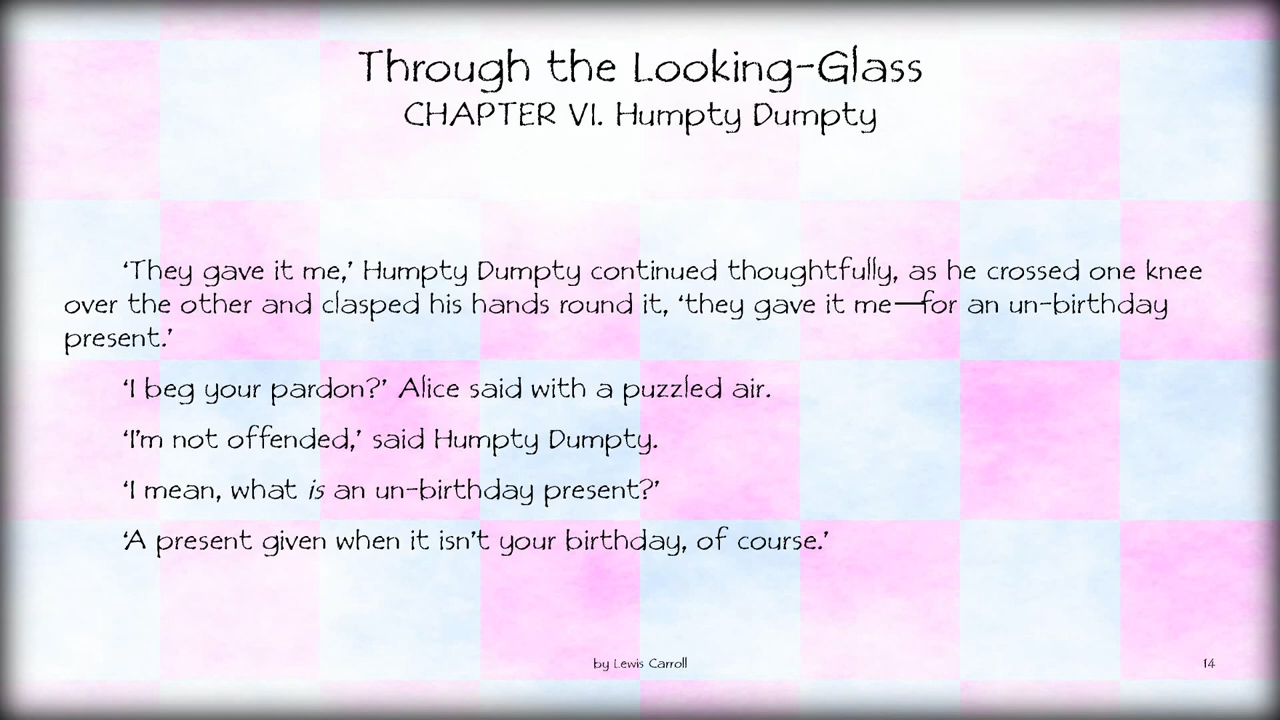 Through the Looking-Glass
CHAPTER VI. Humpty Dumpty
‘They gave it me,’ Humpty Dumpty continued thoughtfully, as he crossed one knee
over the other and clasped his hands round it, ‘they gave it me—for an un-birthday
present.’
‘I beg your pardon?’ Alice said with a puzzled air.
‘I’m not offended,’ said Humpty Dumpty.
‘I mean, what is an un-birthday present?’
‘A present given when it isn’t your birthday, of course.’
by Lewis Carroll
14